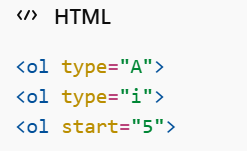 HTML
<ol type="A">
<ol type="i">
<ol start="5">